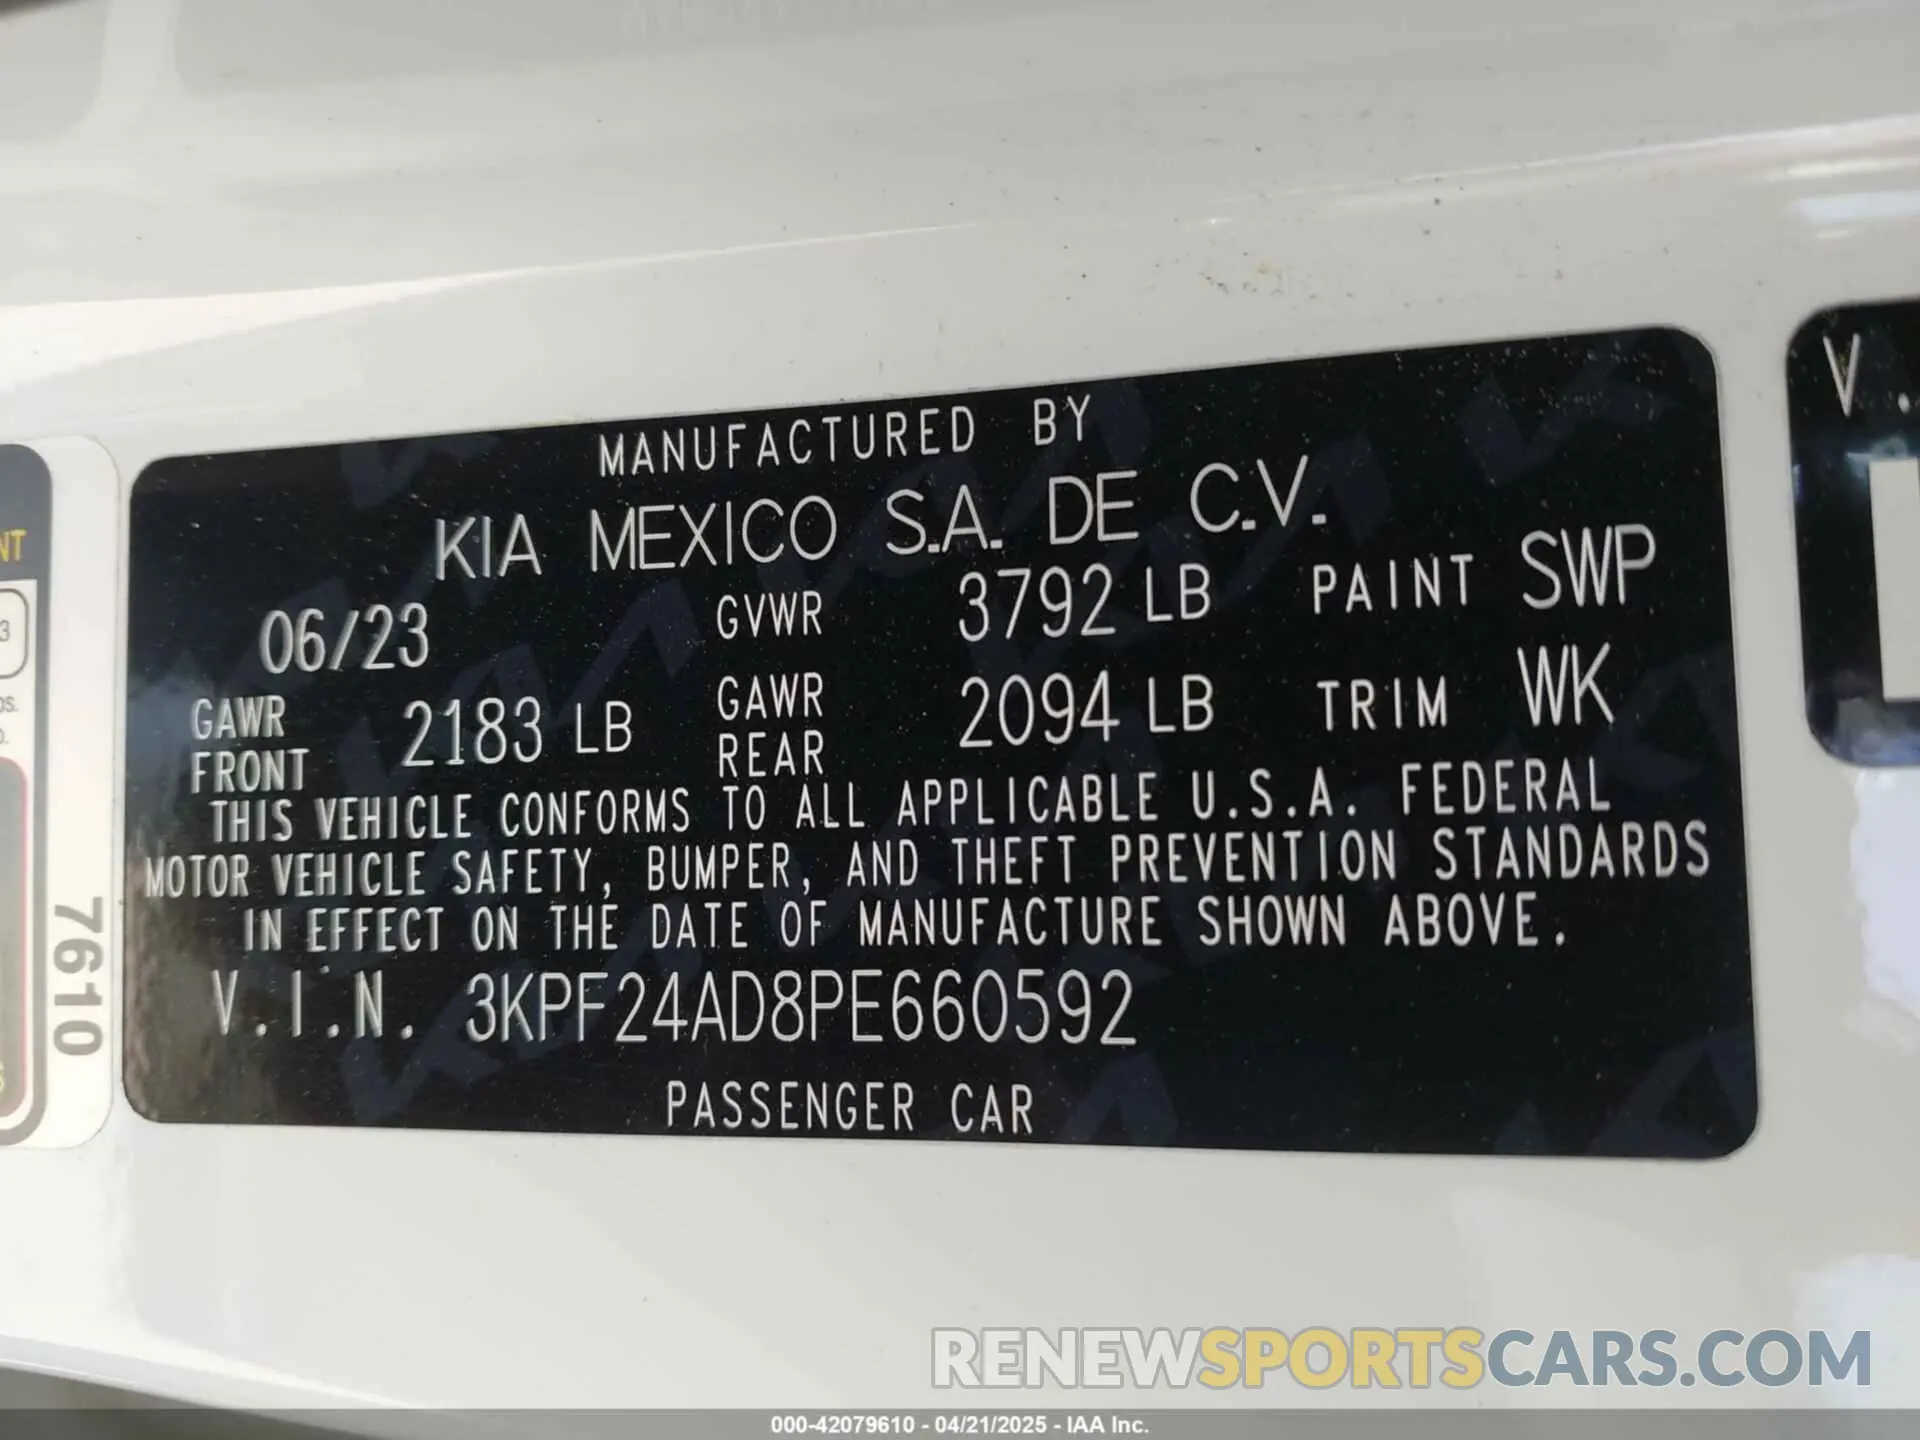 MANUFACTURED BY
KIA MEXICO S.A. DE C.V.
06/23 GVWR 3792 LB PAINT SWP
GAWR FRONT 2183 LB GAWR REAR 2094 LB TRIM WK
THIS VEHICLE CONFORMS TO ALL APPLICABLE U.S.A. FEDERAL
MOTOR VEHICLE SAFETY, BUMPER, AND THEFT PREVENTION STANDARDS
IN EFFECT ON THE DATE OF MANUFACTURE SHOWN ABOVE.
V.I.N. 3KPF24AD8PE660592
PASSENGER CAR
7610
V.
RENEWSPORTSCARS.COM
000-42079610 - 04/21/2025 - IAA Inc.